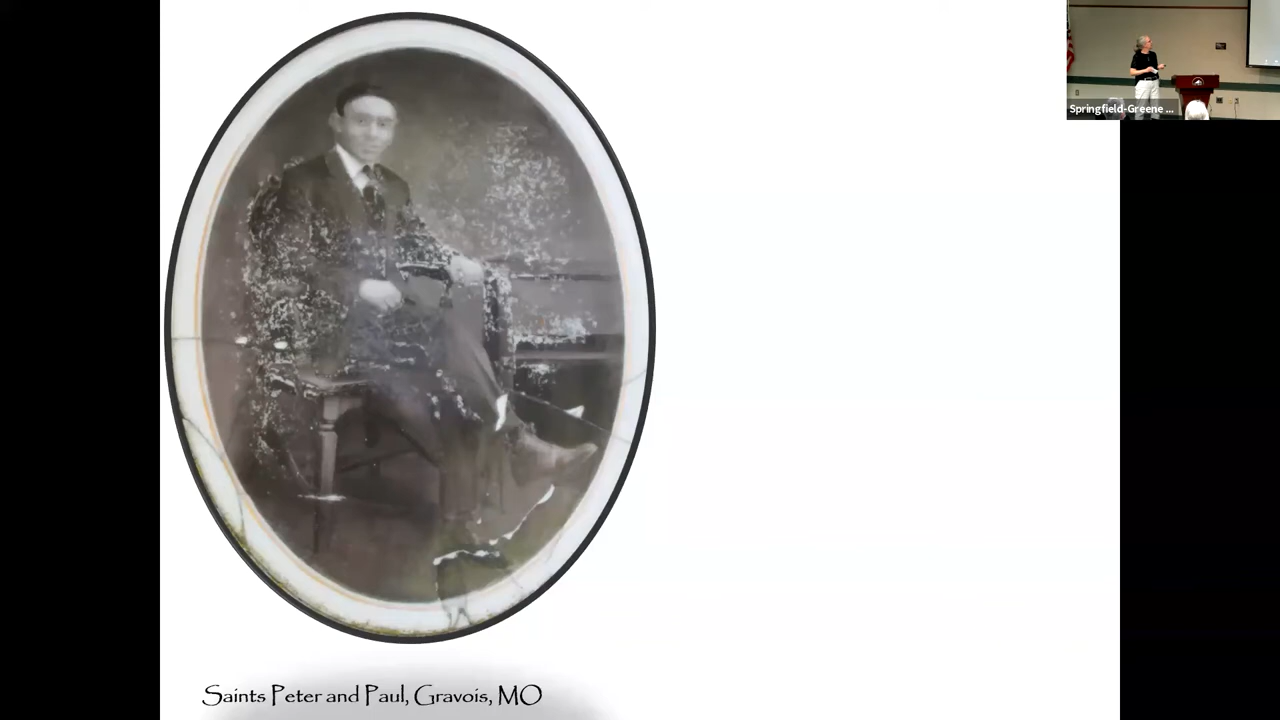 Springfield-Greene ...
Saints Peter and Paul, Gravois, MO